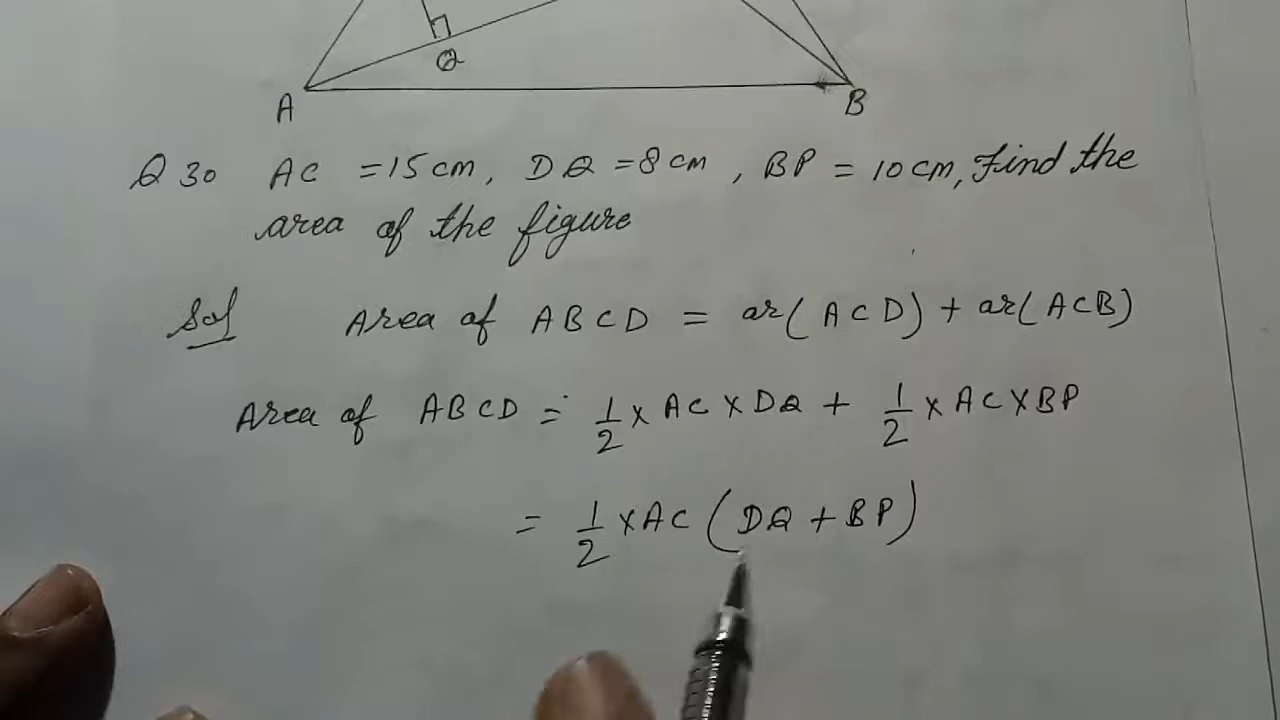 Q
A B
Q 30 AC = 15 cm, DQ = 8 cm, BP = 10 cm, Find the
area of the figure
Sol Area of ABCD = ar(ACD) + ar(ACB)
Area of ABCD = 1/2 × AC × DQ + 1/2 × AC × BP
= 1/2 × AC (DQ + BP)